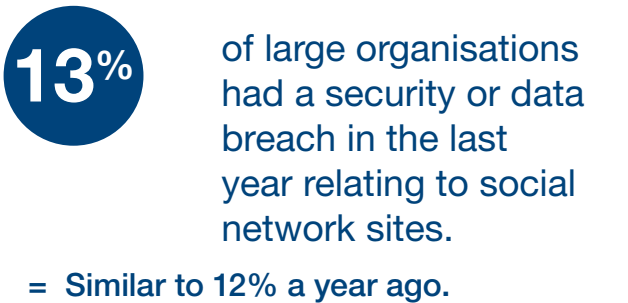 13%
of large organisations
had a security or data
breach in the last
year relating to social
network sites.
= Similar to 12% a year ago.